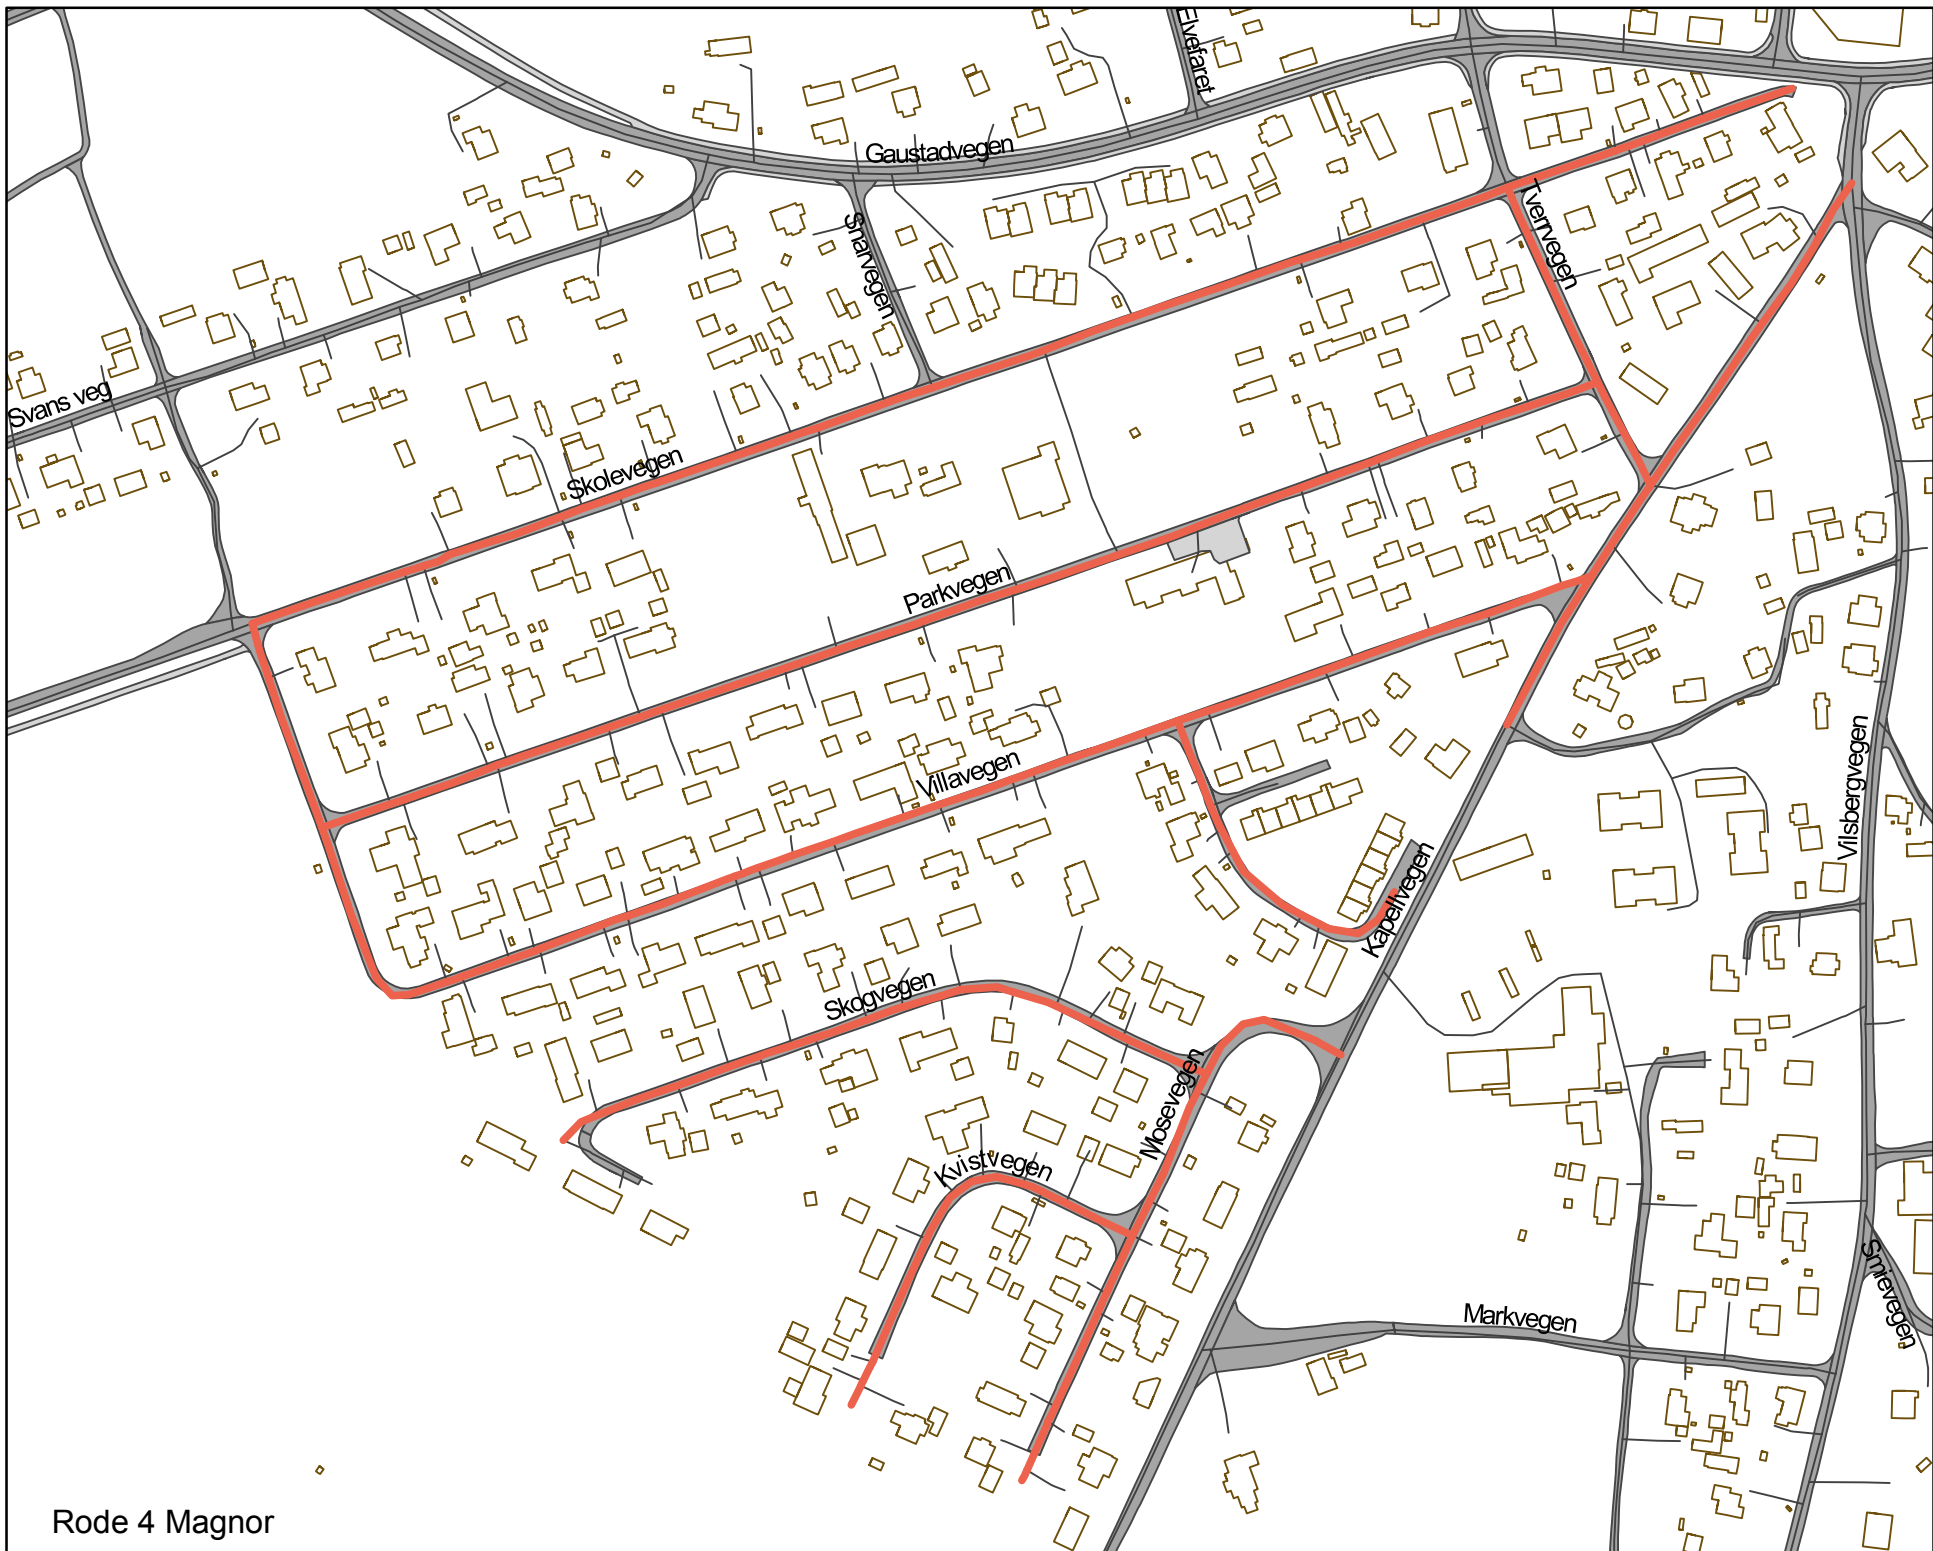 Elvefaret
Gaustadvegen
Tverrvegen
Snarvegen
Svans veg
Skolevegen
Parkvegen
Villavegen
Vilsbergvegen
Kapellvegen
Skogvegen
Mosevegen
Kvistvegen
Smievegen
Markvegen
Rode 4 Magnor